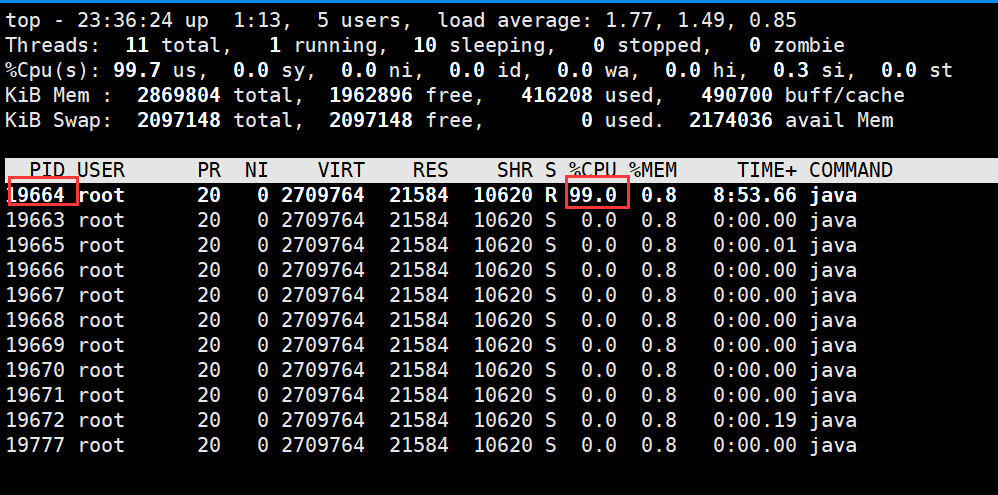 top - 23:36:24 up  1:13,  5 users,  load average: 1.77, 1.49, 0.85
Threads:  11 total,   1 running,  10 sleeping,   0 stopped,   0 zombie
%Cpu(s): 99.7 us,  0.0 sy,  0.0 ni,  0.0 id,  0.0 wa,  0.0 hi,  0.3 si,  0.0 st
KiB Mem :  2869804 total,  1962896 free,   416208 used,   490700 buff/cache
KiB Swap:  2097148 total,  2097148 free,        0 used.  2174036 avail Mem
  PID USER      PR  NI    VIRT    RES    SHR S %CPU %MEM     TIME+ COMMAND
19664 root      20   0 2709764  21584  10620 R 99.0  0.8   8:53.66 java
19663 root      20   0 2709764  21584  10620 S  0.0  0.8   0:00.00 java
19665 root      20   0 2709764  21584  10620 S  0.0  0.8   0:00.01 java
19666 root      20   0 2709764  21584  10620 S  0.0  0.8   0:00.00 java
19667 root      20   0 2709764  21584  10620 S  0.0  0.8   0:00.00 java
19668 root      20   0 2709764  21584  10620 S  0.0  0.8   0:00.00 java
19669 root      20   0 2709764  21584  10620 S  0.0  0.8   0:00.00 java
19670 root      20   0 2709764  21584  10620 S  0.0  0.8   0:00.00 java
19671 root      20   0 2709764  21584  10620 S  0.0  0.8   0:00.00 java
19672 root      20   0 2709764  21584  10620 S  0.0  0.8   0:00.19 java
19777 root      20   0 2709764  21584  10620 S  0.0  0.8   0:00.00 java